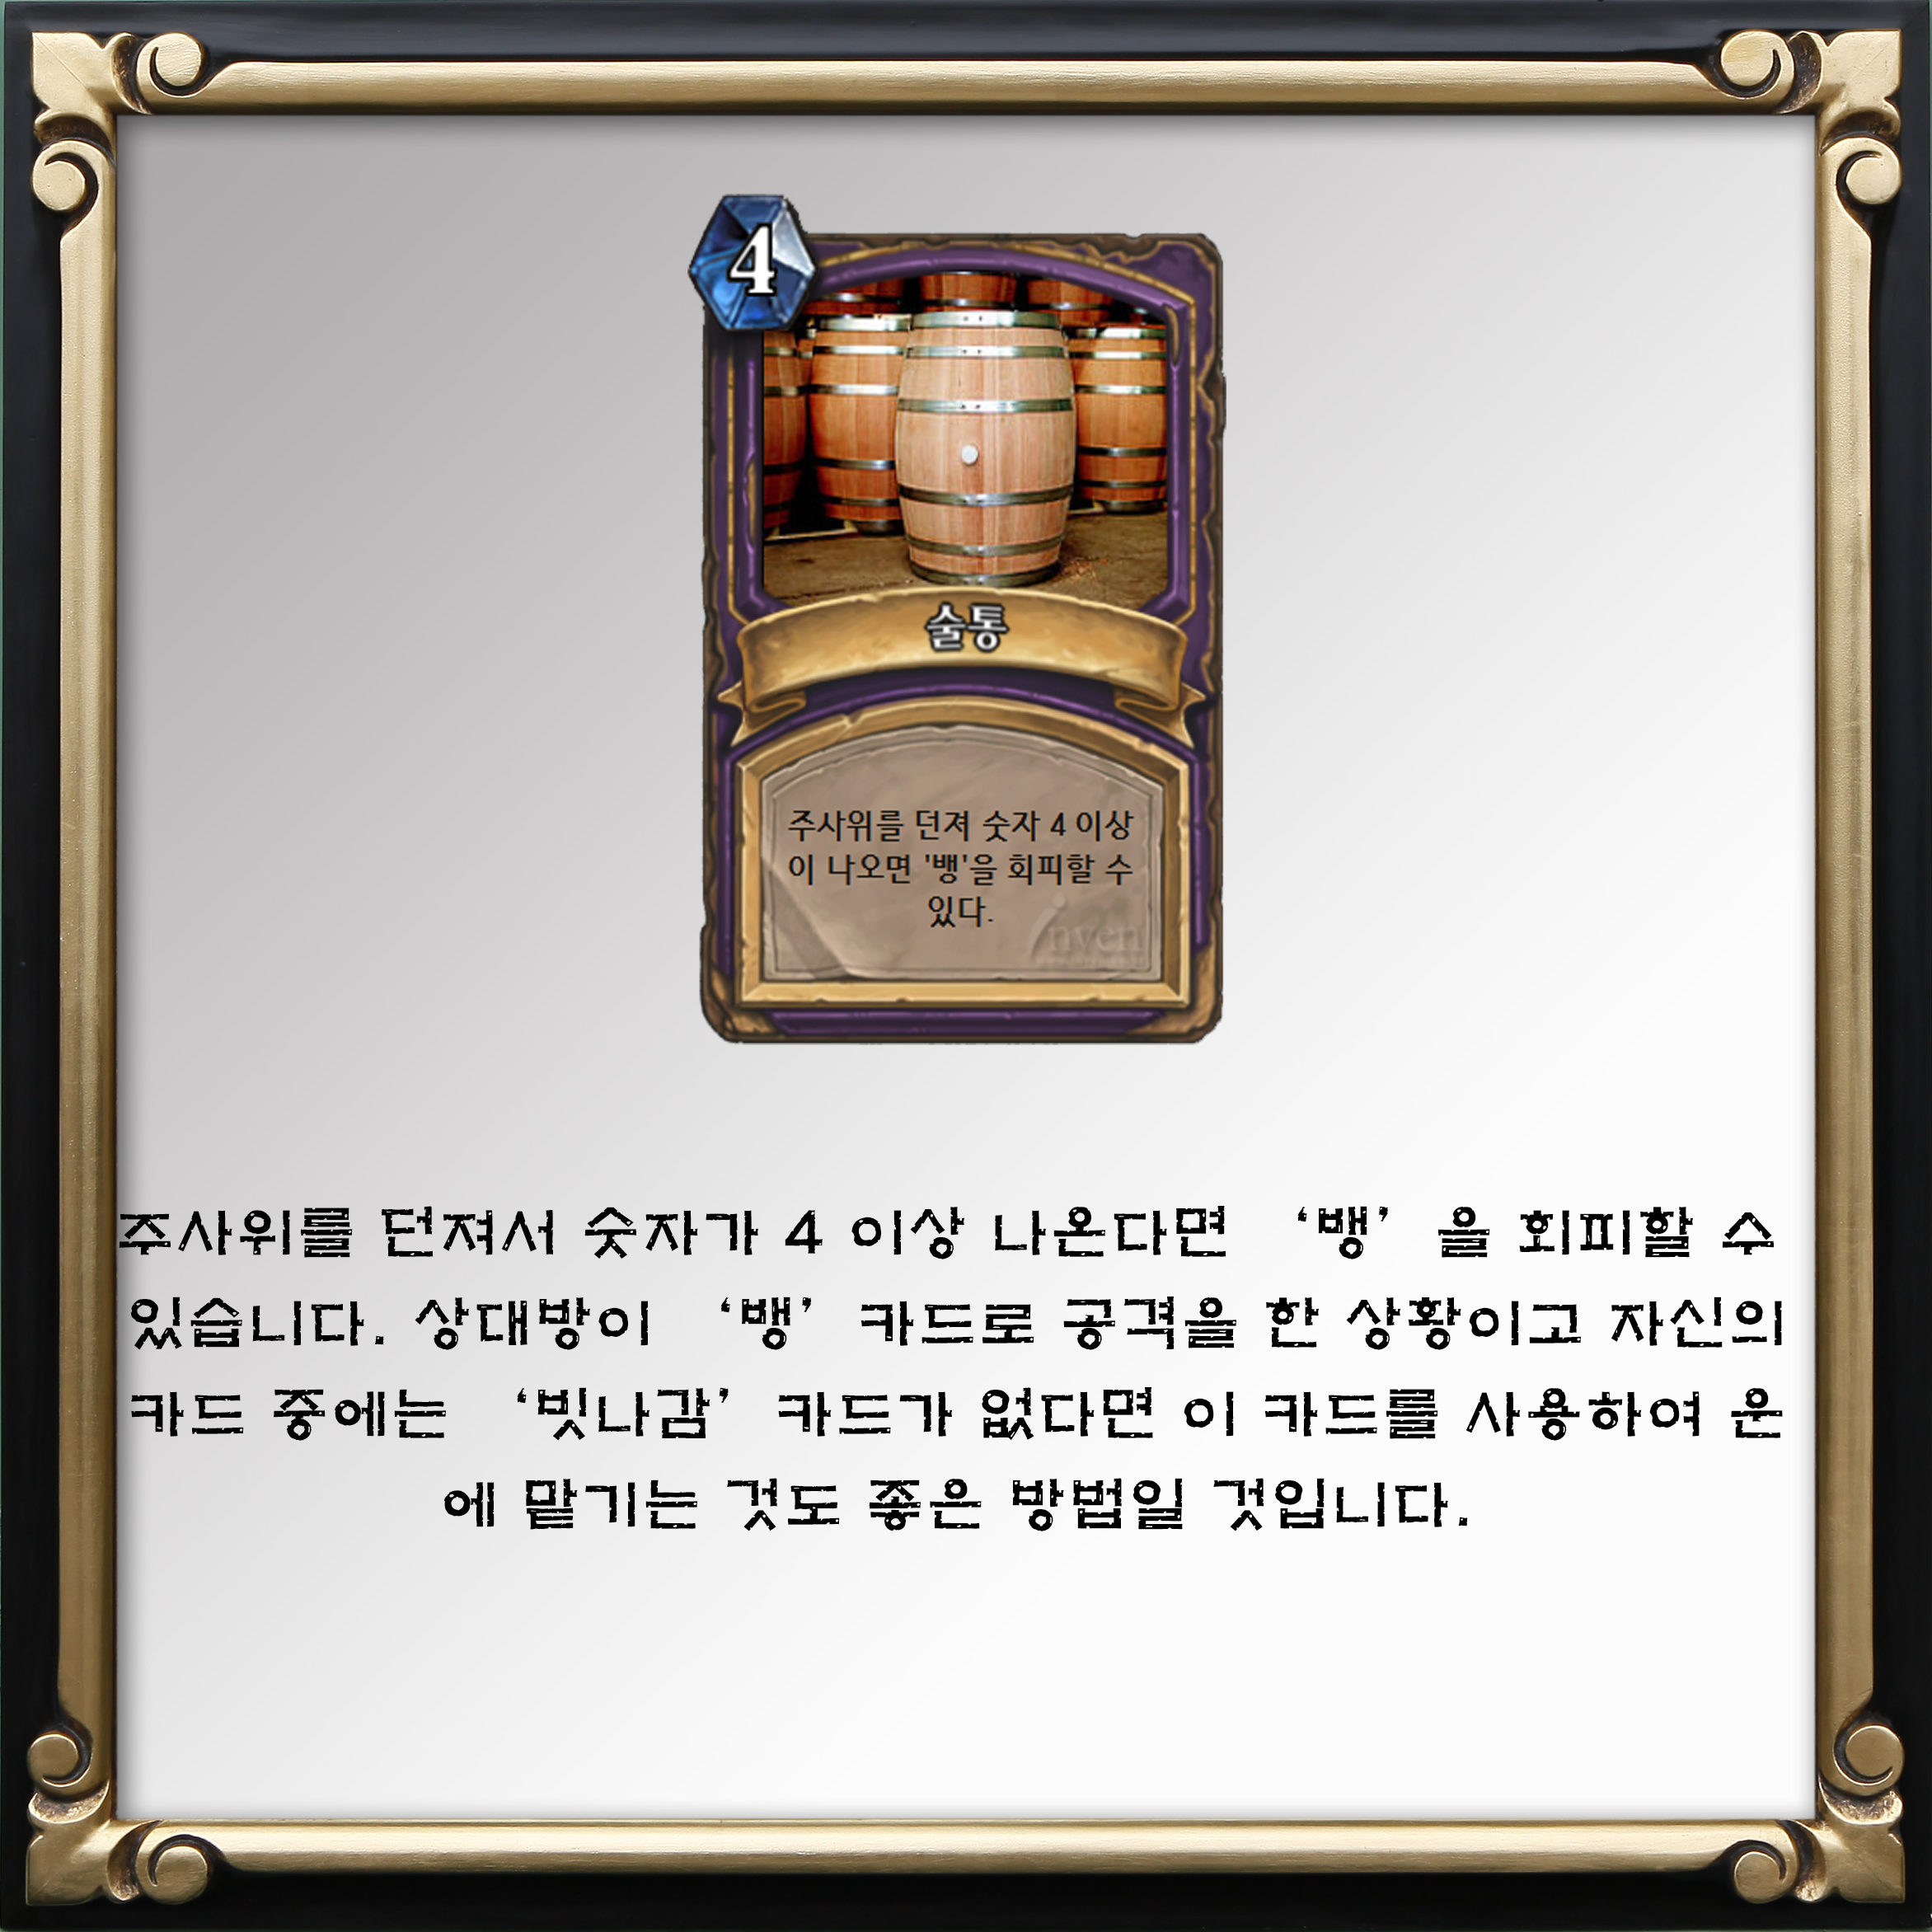 4
술통
주사위를 던져 숫자 4 이상
이 나오면 '뱅'을 회피할 수
있다.
inven
주사위를 던져서 숫자가 4 이상 나온다면 ‘뱅’ 을 회피할 수
있습니다. 상대방이 ‘뱅’ 카드로 공격을 한 상황이고 자신의
카드 중에는 ‘빗나감’ 카드가 없다면 이 카드를 사용하여 운
에 맡기는 것도 좋은 방법일 것입니다.